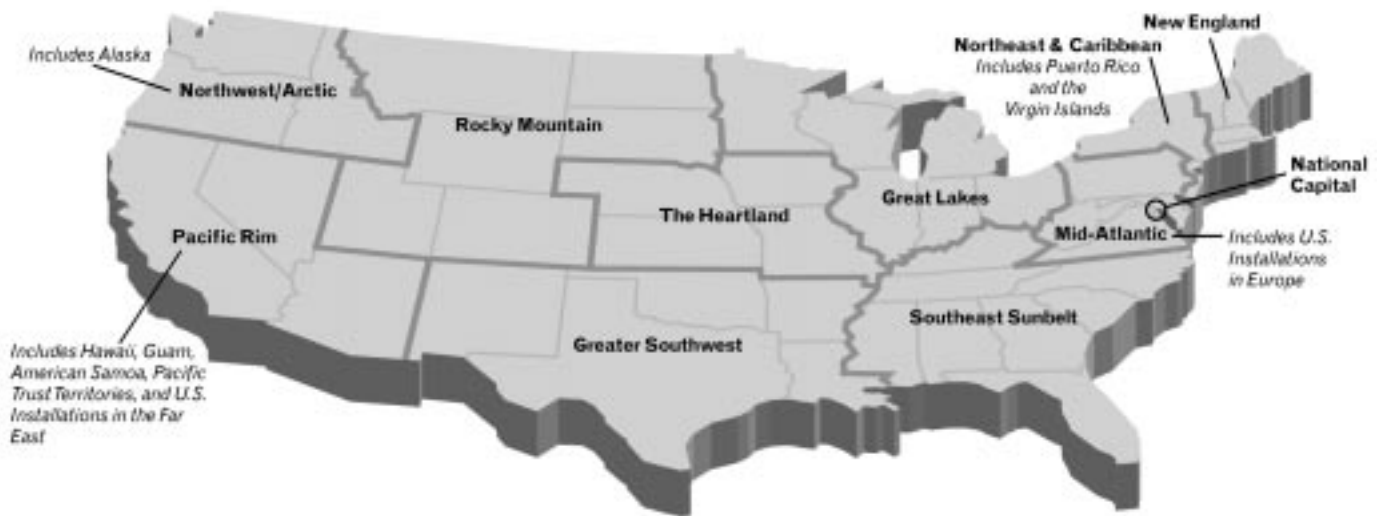 New England
Northeast & Caribbean
Includes Puerto Rico
and the
Virgin Islands
Includes Alaska
Northwest/Arctic
Rocky Mountain
National
Capital
Great Lakes
The Heartland
Mid-Atlantic
Includes U.S.
Installations
in Europe
Pacific Rim
Southeast Sunbelt
Greater Southwest
Includes Hawaii, Guam,
American Samoa, Pacific
Trust Territories, and U.S.
Installations in the Far
East